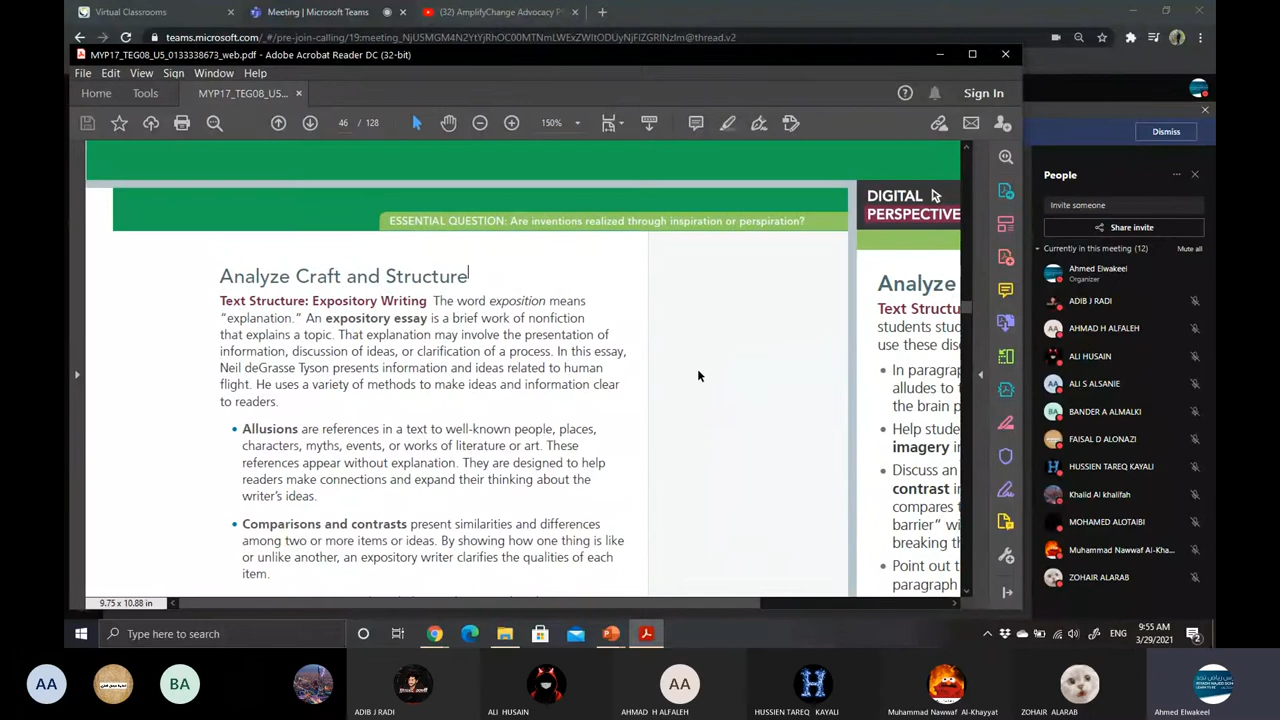 Virtual Classrooms
Meeting | Microsoft Teams
(32) AmplifyChange Advocacy P
teams.microsoft.com/_#/pre-join-calling/19:meeting_
@thread.v2
MYP17_TEG08_U5_0133338673_web.pdf - Adobe Acrobat Reader DC (32-bit)
File Edit View Sign Window Help
Home Tools MYP17_TEG08_U5... Sign In
46 / 128 150%
Dismiss
DIGITAL
PERSPECTIVE
ESSENTIAL QUESTION: Are inventions realized through inspiration or perspiration?
Analyze Craft and Structure
Text Structure: Expository Writing The word exposition means
“explanation.” An expository essay is a brief work of nonfiction
that explains a topic. That explanation may involve the presentation of
information, discussion of ideas, or clarification of a process. In this essay,
Neil deGrasse Tyson presents information and ideas related to human
flight. He uses a variety of methods to make ideas and information clear
to readers.
• Allusions are references in a text to well-known people, places,
characters, myths, events, or works of literature or art. These
references appear without explanation. They are designed to help
readers make connections and expand their thinking about the
writer’s ideas.
• Comparisons and contrasts present similarities and differences
among two or more items or ideas. By showing how one thing is like
or unlike another, an expository writer clarifies the qualities of each
item.
Analyze
Text Structu
students stud
use these dis
• In paragrap
alludes to t
the brain p
• Help stude
imagery i
• Discuss an
contrast in
compares t
barrier” wi
breaking th
• Point out t
paragraph
9.75 x 10.88 in
People
Invite someone
Share invite
Currently in this meeting (12) Mute all
Ahmed Elwakeel
Organizer
ADIB J RADI
AHMAD H ALFALEH
ALI HUSAIN
ALI S ALSANIE
BANDER A ALMALKI
FAISAL D ALONAZI
HUSSIEN TAREQ KAYALI
Khalid Al khalifah
MOHAMED ALOTAIBI
Muhammad Nawwaf Al-Kha...
ZOHAIR ALARAB
AA
BA
Type here to search
ENG
9:55 AM
3/29/2021
2
AA
BA
ADIB J RADI
ALI HUSAIN
AA
AHMAD H ALFALEH
HUSSIEN TAREQ KAYALI
Muhammad Nawwaf Al-Khayyat
ZOHAIR ALARAB
Ahmed Elwakeel